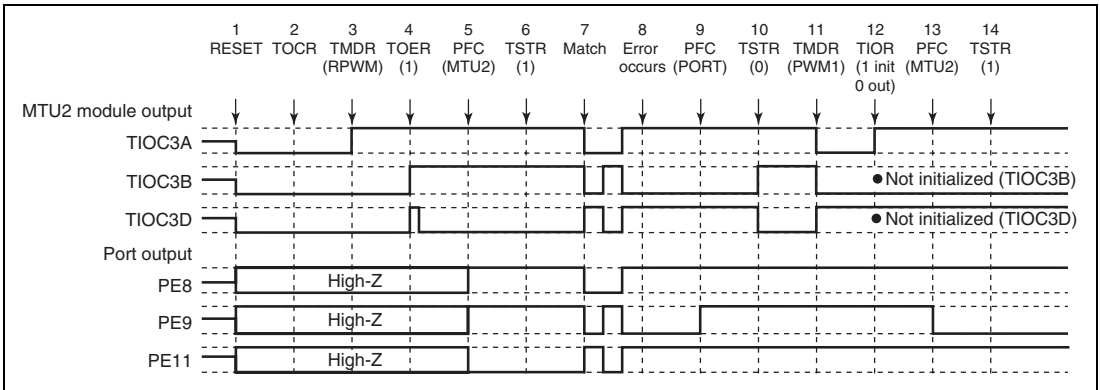 1 2 3 4 5 6 7 8 9 10 11 12 13 14
RESET TOCR TMDR TOER PFC TSTR Match Error PFC TSTR TMDR TIOR PFC TSTR
(RPWM) (1) (MTU2) (1) occurs (PORT) (0) (PWM1) (1 init (MTU2) (1)
0 out)
MTU2 module output
TIOC3A
TIOC3B ● Not initialized (TIOC3B)
TIOC3D ● Not initialized (TIOC3D)
Port output
PE8 High-Z
PE9 High-Z
PE11 High-Z